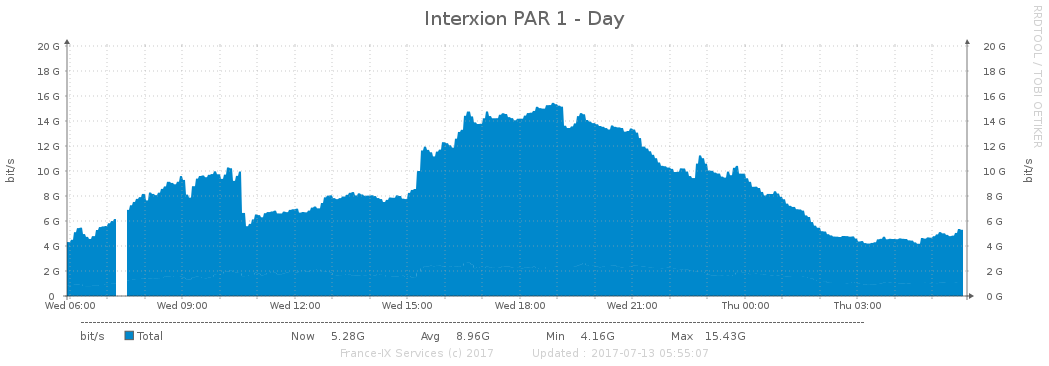 Interxion PAR 1 - Day
RRDTOOL / TOBI OETIKER
bit/s
20 G 20 G
18 G 18 G
16 G 16 G
14 G 14 G
12 G 12 G
10 G 10 G
8 G 8 G
6 G 6 G
4 G 4 G
2 G 2 G
0 0 G
bit/s
Wed 06:00 Wed 09:00 Wed 12:00 Wed 15:00 Wed 18:00 Wed 21:00 Thu 00:00 Thu 03:00
bit/s Total Now 5.28G Avg 8.96G Min 4.16G Max 15.43G
France-IX Services (c) 2017 Updated : 2017-07-13 05:55:07